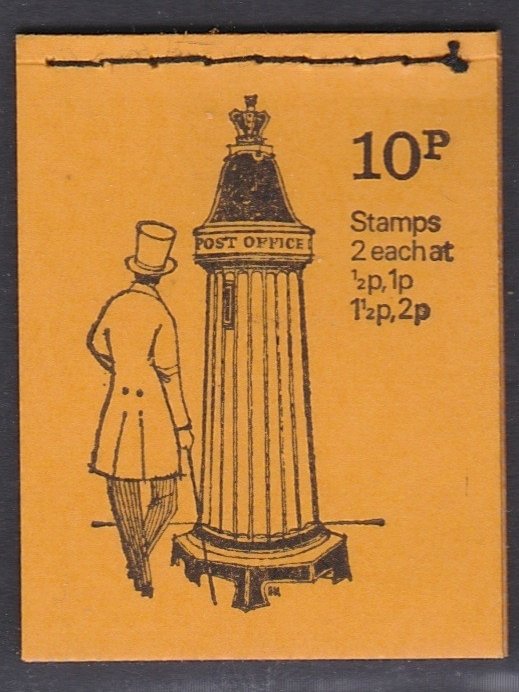 10P
Stamps
2 each at
½p, 1p
1½p, 2p
POST OFFICE